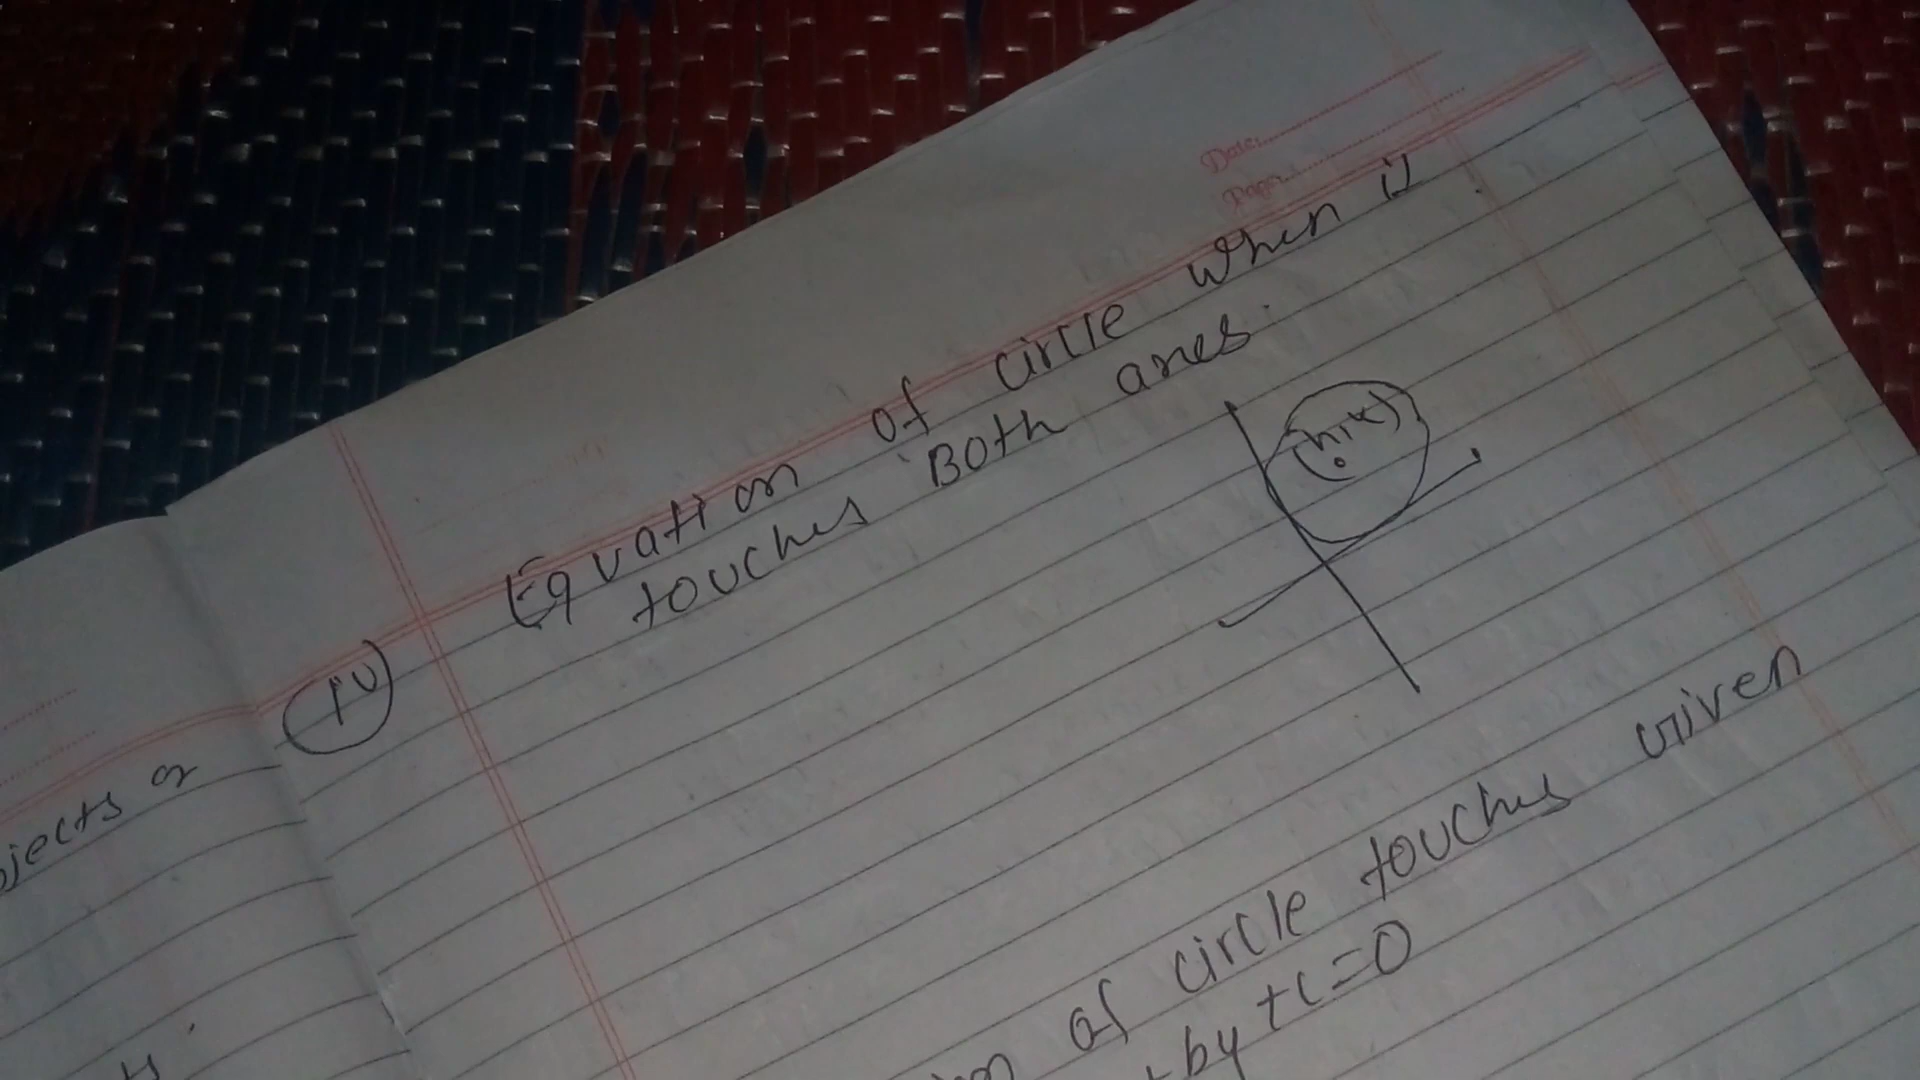 Date:
Page:
(iv) Equation of circle when it
touches Both axes.
(h,k)
of circle touches Given
by + c = 0
jects or